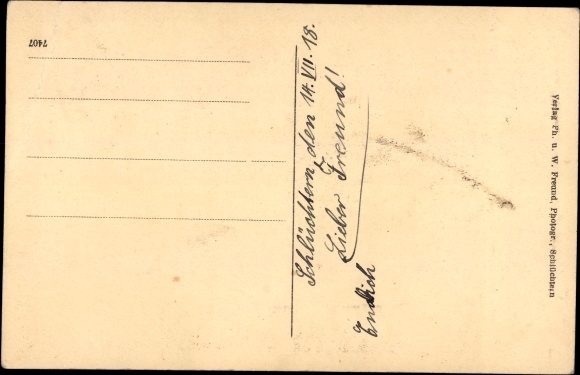 Schlüchtern, den 14. VII. 18.
Lieber Freund!
Endlich
Verlag Ph. u. W. Freund, Photogr., Schlüchtern
7407